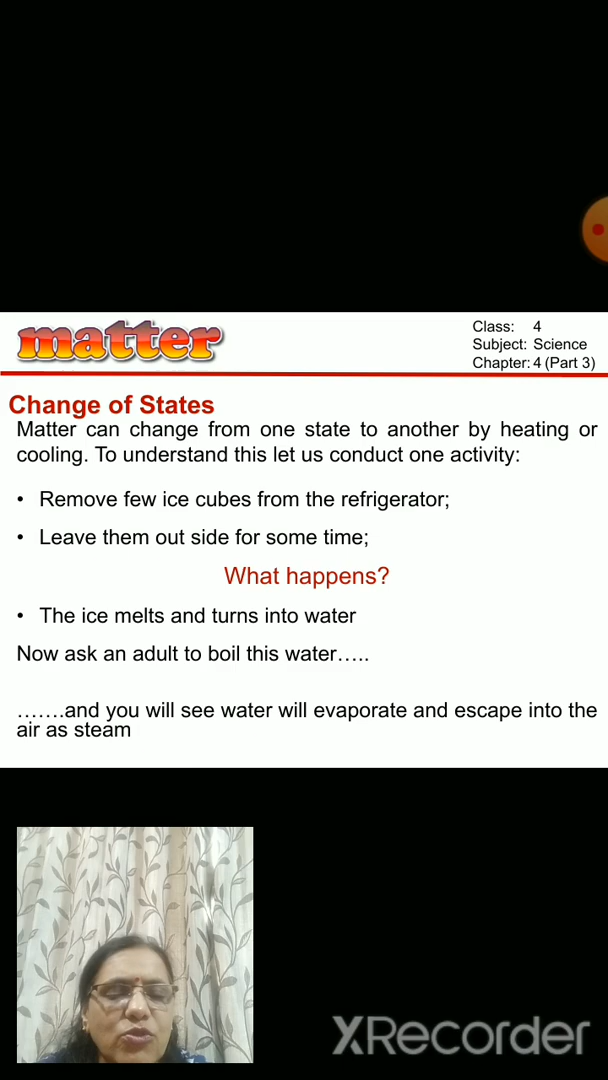 matter
Class: 4
Subject: Science
Chapter: 4 (Part 3)
Change of States
Matter can change from one state to another by heating or
cooling. To understand this let us conduct one activity:
• Remove few ice cubes from the refrigerator;
• Leave them out side for some time;
What happens?
• The ice melts and turns into water
Now ask an adult to boil this water…..
…….and you will see water will evaporate and escape into the
air as steam
XRecorder